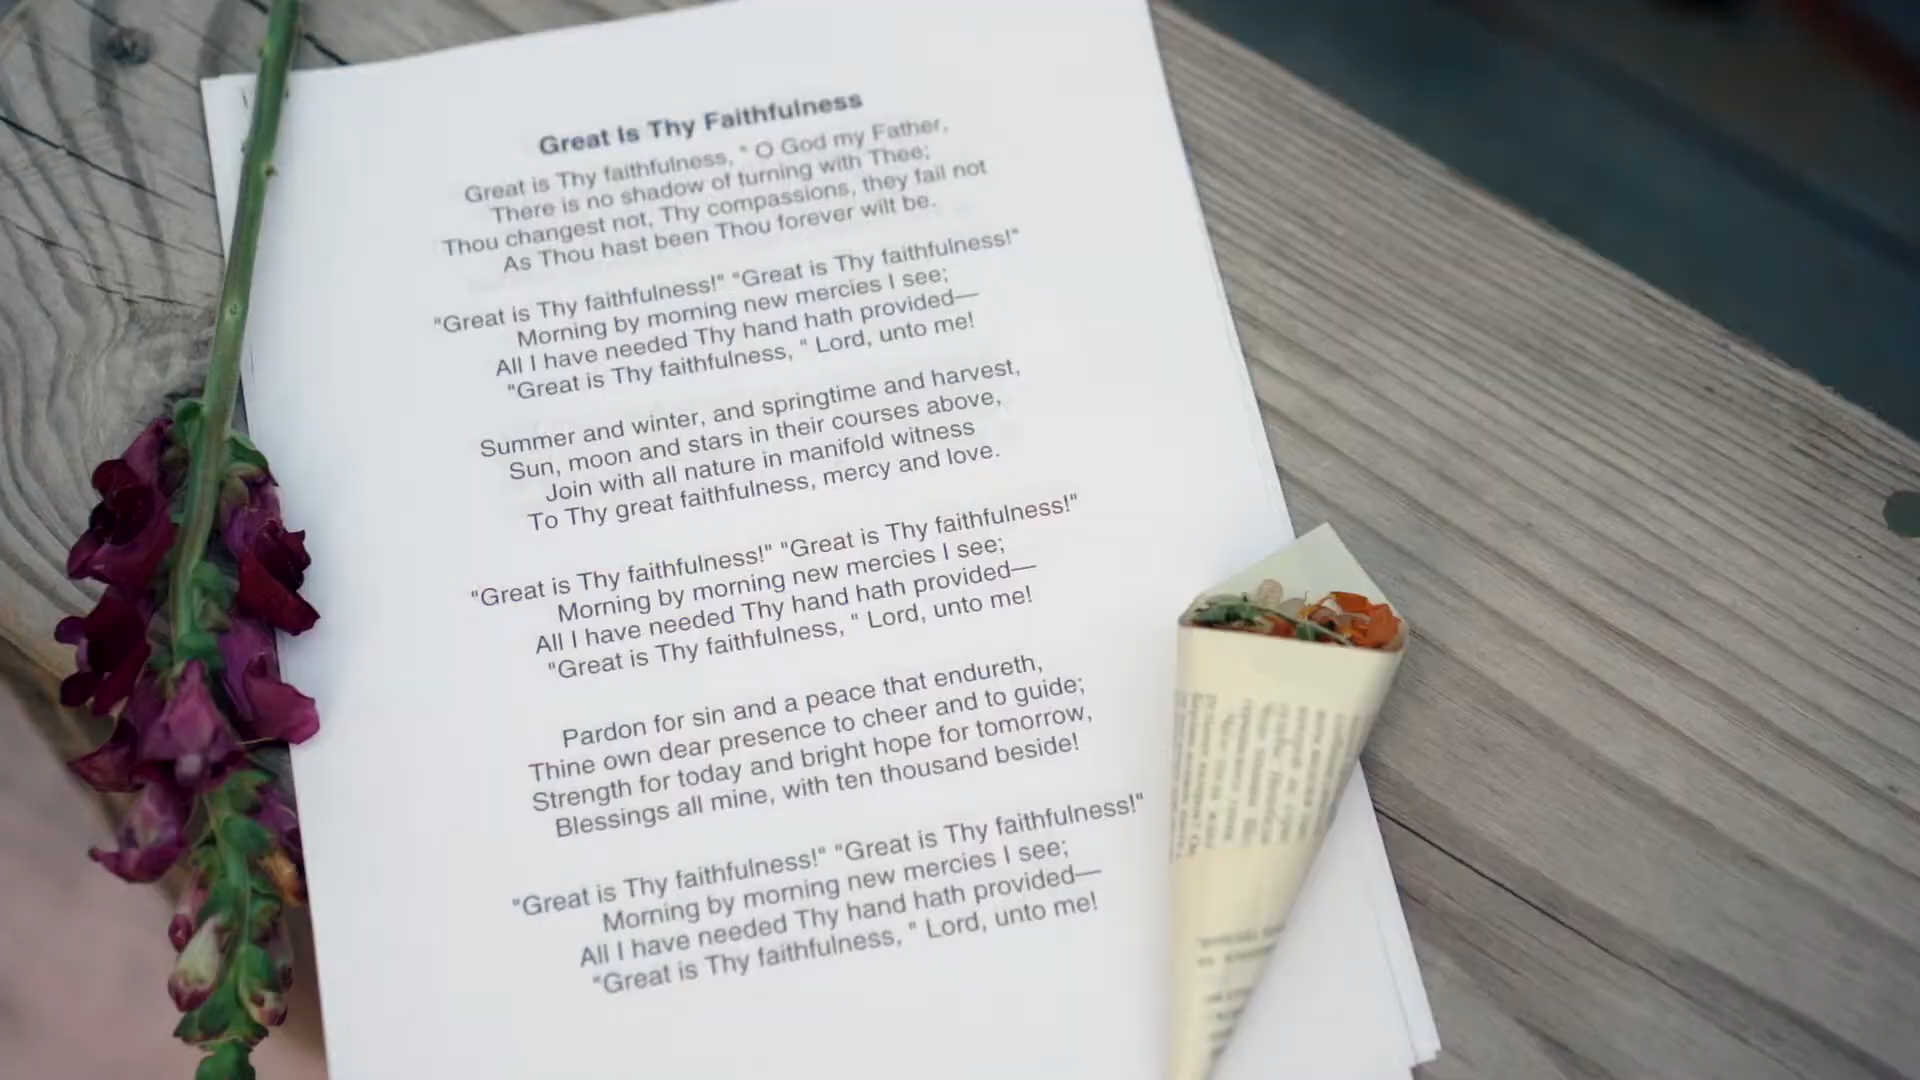 Great Is Thy Faithfulness
Great is Thy faithfulness, " O God my Father,
There is no shadow of turning with Thee;
Thou changest not, Thy compassions, they fail not
As Thou hast been Thou forever wilt be.
"Great is Thy faithfulness!" "Great is Thy faithfulness!"
Morning by morning new mercies I see;
All I have needed Thy hand hath provided—
"Great is Thy faithfulness, " Lord, unto me!
Summer and winter, and springtime and harvest,
Sun, moon and stars in their courses above,
Join with all nature in manifold witness
To Thy great faithfulness, mercy and love.
"Great is Thy faithfulness!" "Great is Thy faithfulness!"
Morning by morning new mercies I see;
All I have needed Thy hand hath provided—
"Great is Thy faithfulness, " Lord, unto me!
Pardon for sin and a peace that endureth,
Thine own dear presence to cheer and to guide;
Strength for today and bright hope for tomorrow,
Blessings all mine, with ten thousand beside!
"Great is Thy faithfulness!" "Great is Thy faithfulness!"
Morning by morning new mercies I see;
All I have needed Thy hand hath provided—
"Great is Thy faithfulness, " Lord, unto me!